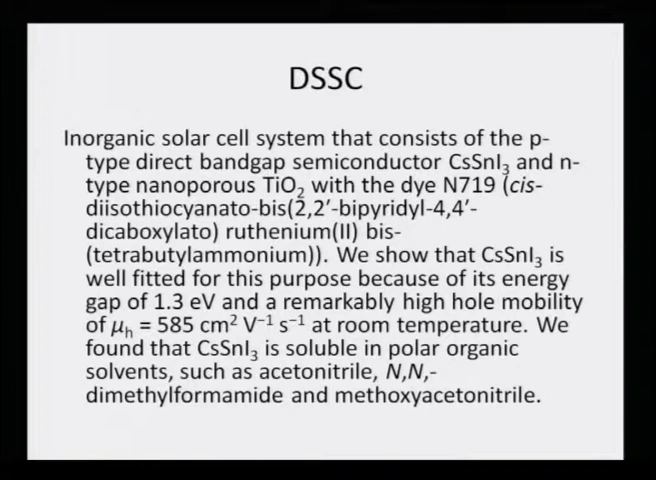 DSSC
Inorganic solar cell system that consists of the p-
type direct bandgap semiconductor CsSnI₃ and n-
type nanoporous TiO₂ with the dye N719 (cis-
diisothiocyanato-bis(2,2′-bipyridyl-4,4′-
dicaboxylato) ruthenium(II) bis-
(tetrabutylammonium)). We show that CsSnI₃ is
well fitted for this purpose because of its energy
gap of 1.3 eV and a remarkably high hole mobility
of μₕ = 585 cm² V⁻¹ s⁻¹ at room temperature. We
found that CsSnI₃ is soluble in polar organic
solvents, such as acetonitrile, N,N,-
dimethylformamide and methoxyacetonitrile.